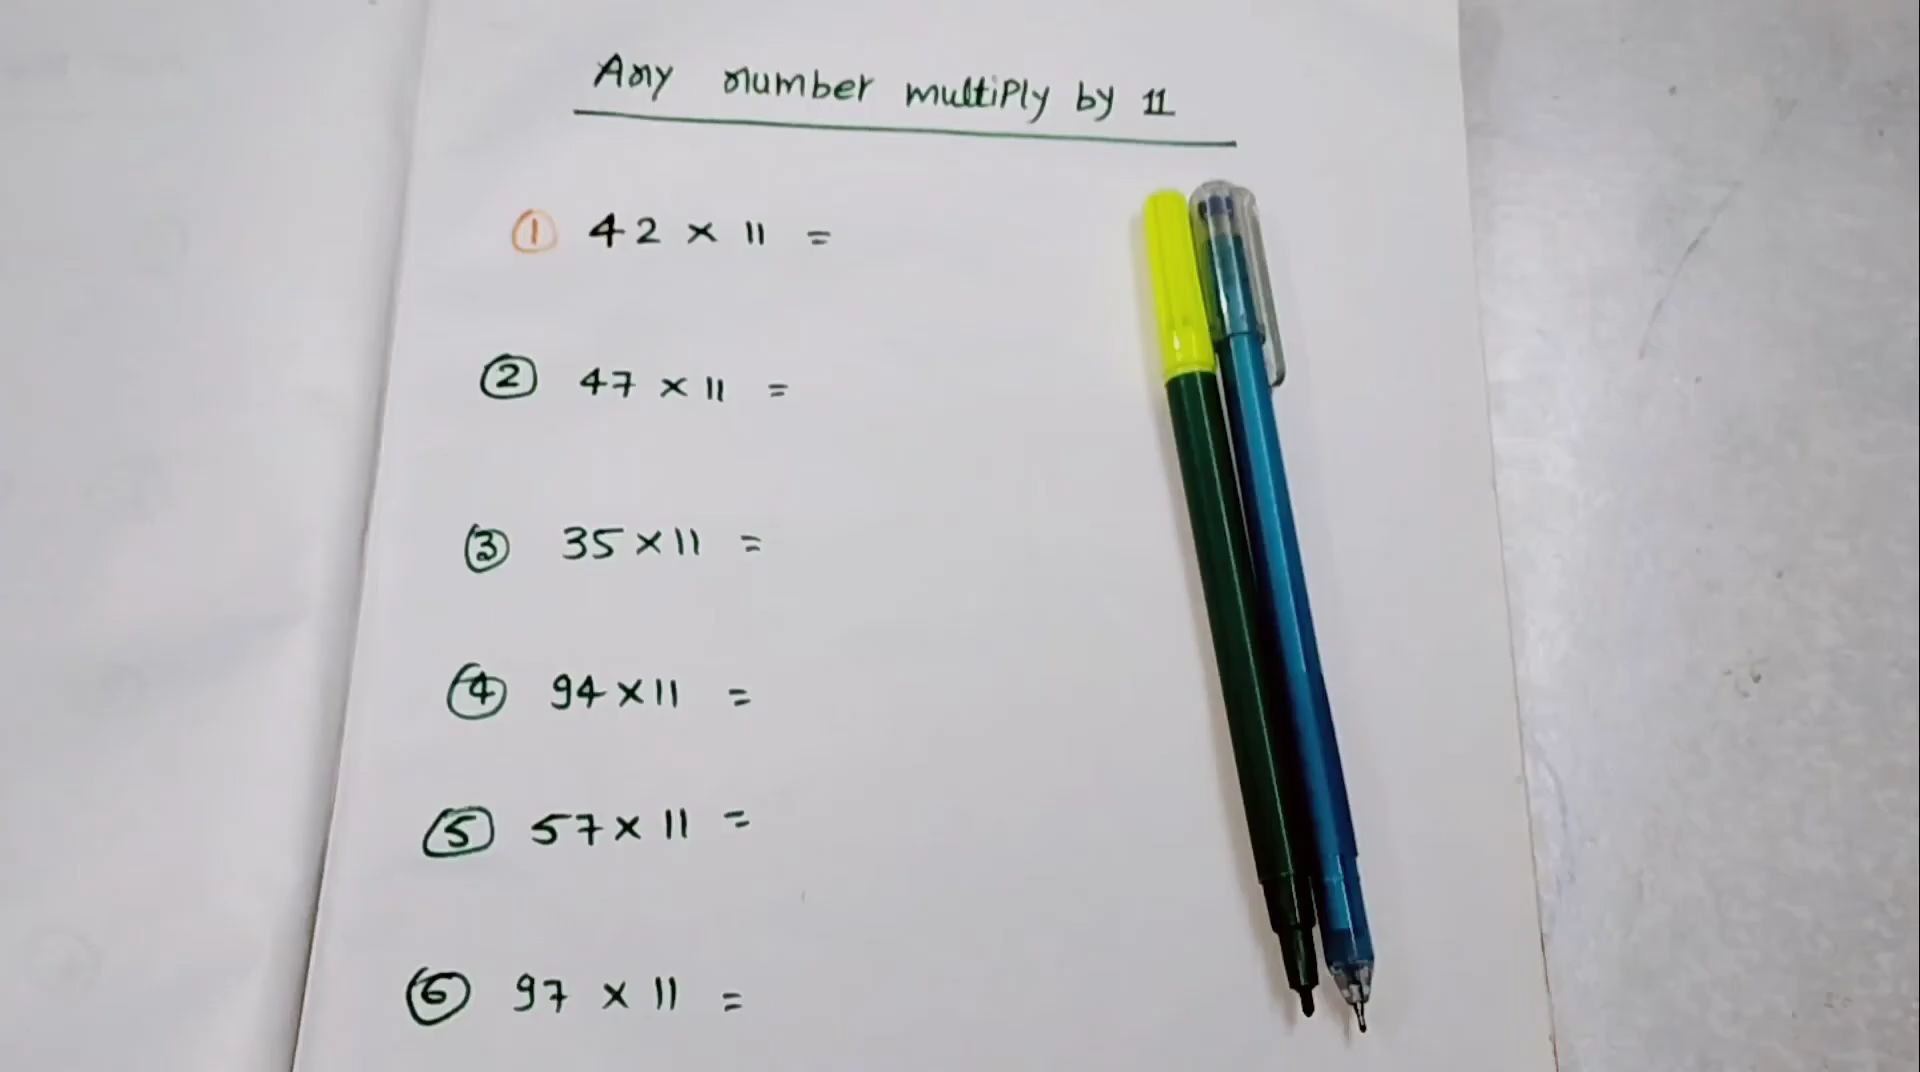 Any number multiply by 11
① 42 × 11 =
② 47 × 11 =
③ 35 × 11 =
④ 94 × 11 =
⑤ 57 × 11 =
⑥ 97 × 11 =